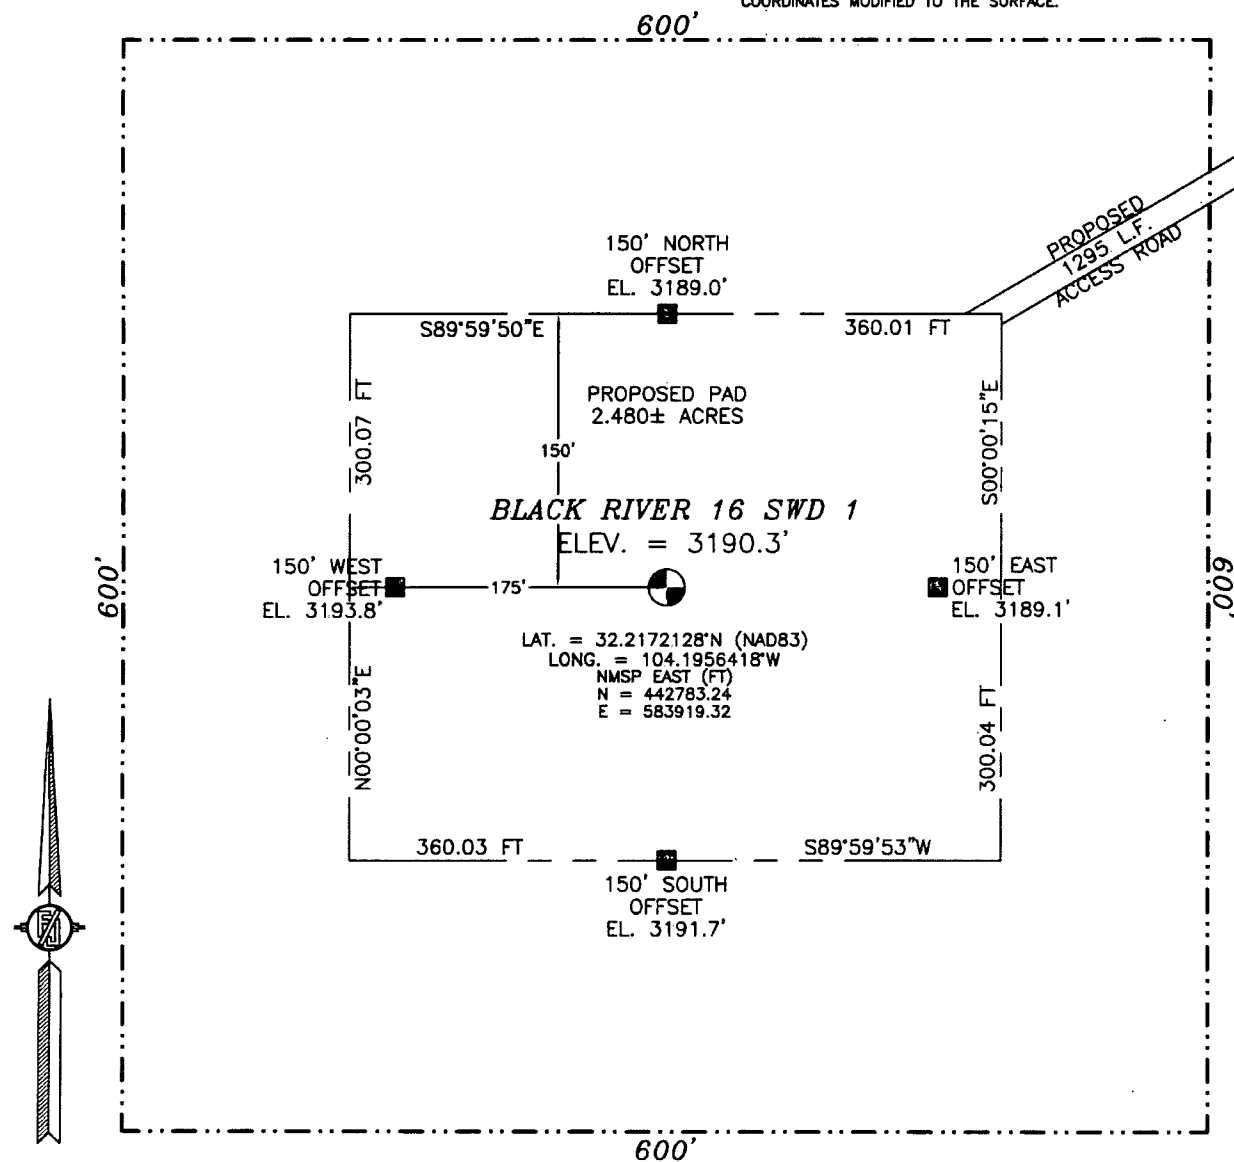 COORDINATES MODIFIED TO THE SURFACE.
600'
PROPOSED
1295 L.F.
ACCESS ROAD
150' NORTH
OFFSET
EL. 3189.0'
S89°59'50"E
360.01 FT
300.07 FT
PROPOSED PAD
2.480± ACRES
S00°00'15"E
150'
BLACK RIVER 16 SWD 1
ELEV. = 3190.3'
600'
150' WEST
OFFSET
EL. 3193.8'
175'
150' EAST
OFFSET
EL. 3189.1'
600'
LAT. = 32.2172128°N (NAD83)
LONG. = 104.1956418°W
NMSP EAST (FT)
N = 442783.24
E = 583919.32
N00°00'03"E
300.04 FT
360.03 FT
S89°59'53"W
150' SOUTH
OFFSET
EL. 3191.7'
600'